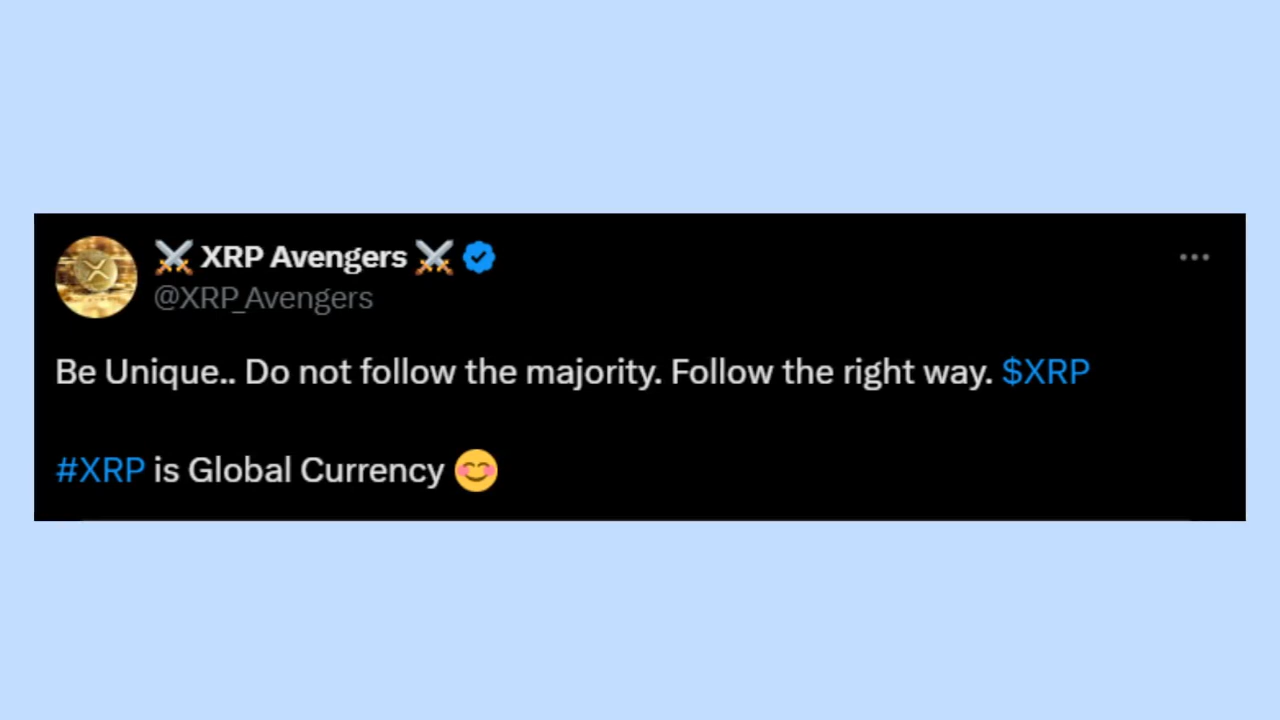 ⚔️ XRP Avengers ⚔️
@XRP_Avengers
Be Unique.. Do not follow the majority. Follow the right way. $XRP
#XRP is Global Currency 😊